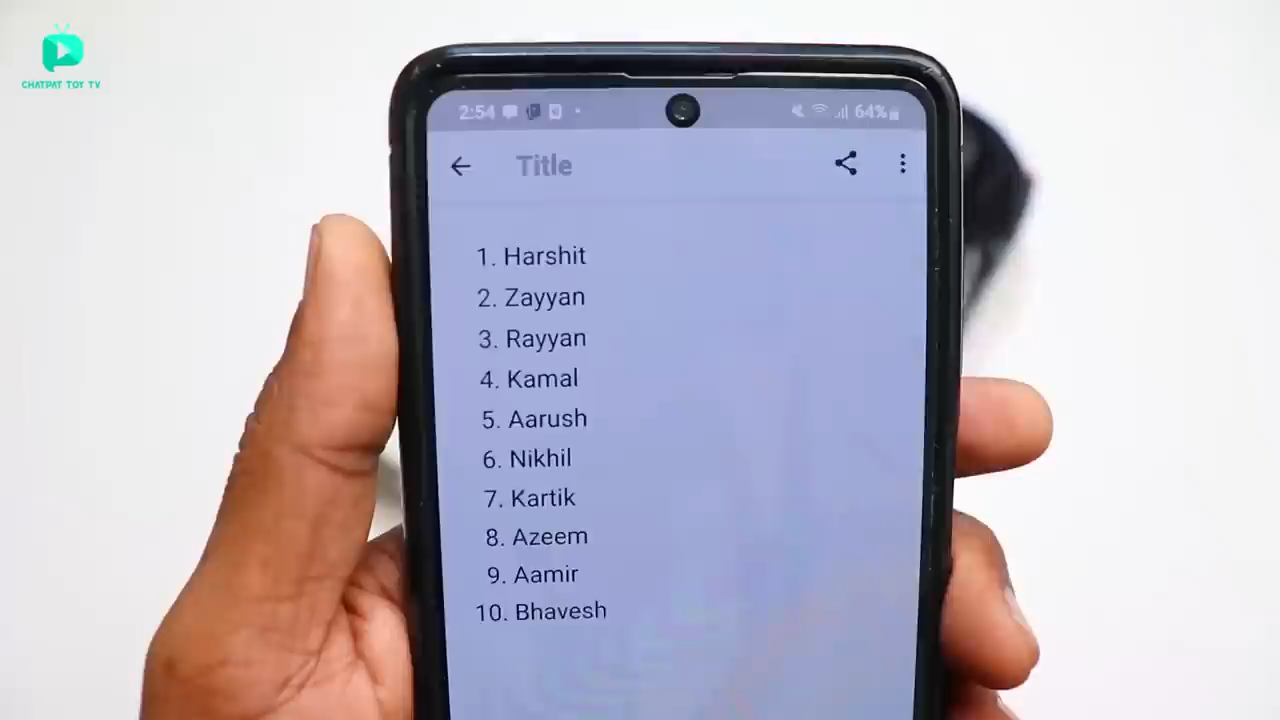 CHATPAT TOY TV
2:54 64%
Title
1. Harshit
2. Zayyan
3. Rayyan
4. Kamal
5. Aarush
6. Nikhil
7. Kartik
8. Azeem
9. Aamir
10. Bhavesh